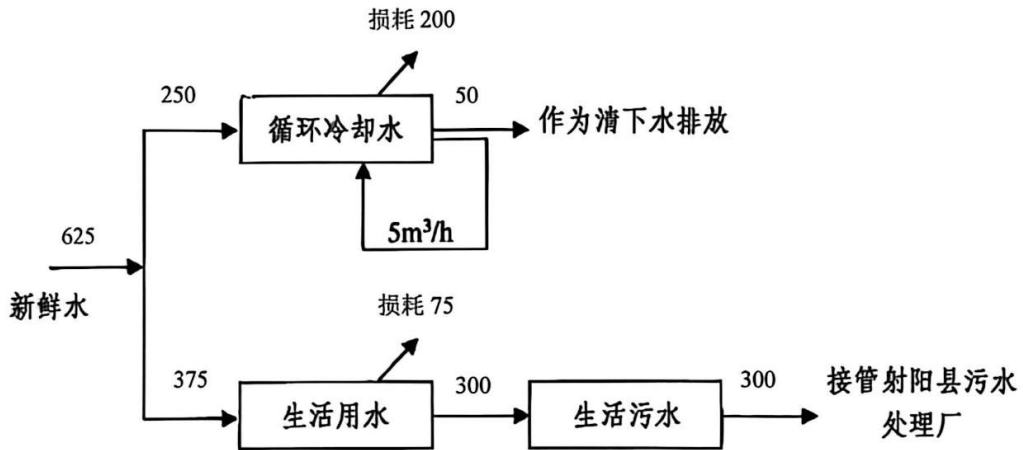 损耗 200
250
50
循环冷却水
作为清下水排放
5m³/h
625
新鲜水
损耗 75
375
300
300
生活用水
生活污水
接管射阳县污水
处理厂